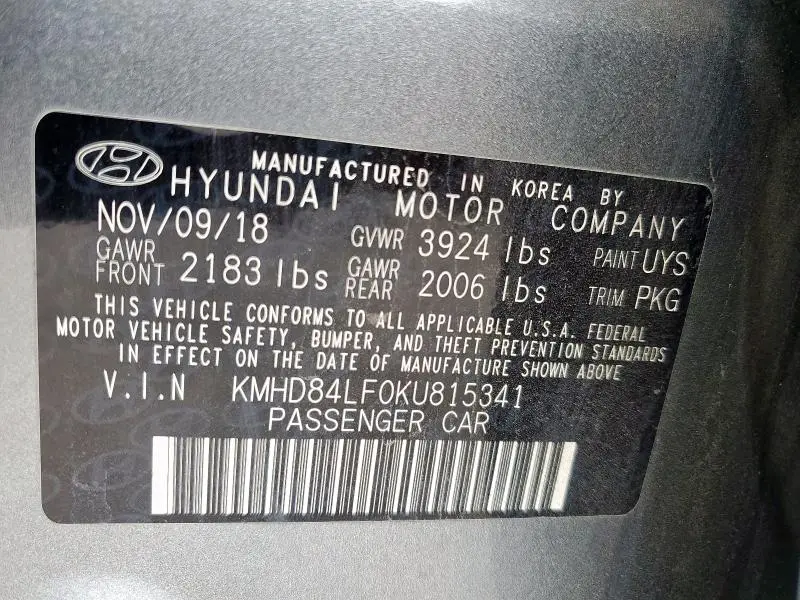 MANUFACTURED IN KOREA BY
HYUNDAI MOTOR COMPANY
NOV/09/18 GVWR 3924 lbs PAINT UYS
GAWR FRONT 2183 lbs GAWR REAR 2006 lbs TRIM PKG
THIS VEHICLE CONFORMS TO ALL APPLICABLE U.S.A. FEDERAL
MOTOR VEHICLE SAFETY, BUMPER, AND THEFT PREVENTION STANDARDS
IN EFFECT ON THE DATE OF MANUFACTURE SHOWN ABOVE
V.I.N KMHD84LF0KU815341
PASSENGER CAR